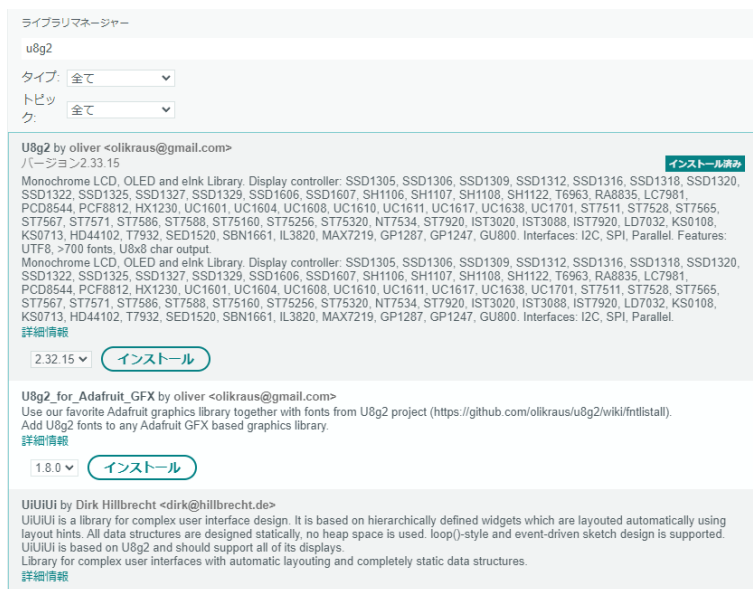 ライブラリマネージャー
u8g2
タイプ: 全て
トピッ
ク: 全て
U8g2 by oliver <olikraus@gmail.com>
バージョン2.33.15 インストール済み
Monochrome LCD, OLED and eInk Library. Display controller: SSD1305, SSD1306, SSD1309, SSD1312, SSD1316, SSD1318, SSD1320,
SSD1322, SSD1325, SSD1327, SSD1329, SSD1606, SSD1607, SH1106, SH1107, SH1108, SH1122, T6963, RA8835, LC7981,
PCD8544, PCF8812, HX1230, UC1601, UC1604, UC1608, UC1610, UC1611, UC1617, UC1638, UC1701, ST7511, ST7528, ST7565,
ST7567, ST7571, ST7586, ST7588, ST75160, ST75256, ST75320, NT7534, ST7920, IST3020, IST3088, IST7920, LD7032, KS0108,
KS0713, HD44102, T7932, SED1520, SBN1661, IL3820, MAX7219, GP1287, GP1247, GU800. Interfaces: I2C, SPI, Parallel. Features:
UTF8, >700 fonts, U8x8 char output.
Monochrome LCD, OLED and eInk Library. Display controller: SSD1305, SSD1306, SSD1309, SSD1312, SSD1316, SSD1318, SSD1320,
SSD1322, SSD1325, SSD1327, SSD1329, SSD1606, SSD1607, SH1106, SH1107, SH1108, SH1122, T6963, RA8835, LC7981,
PCD8544, PCF8812, HX1230, UC1601, UC1604, UC1608, UC1610, UC1611, UC1617, UC1638, UC1701, ST7511, ST7528, ST7565,
ST7567, ST7571, ST7586, ST7588, ST75160, ST75256, ST75320, NT7534, ST7920, IST3020, IST3088, IST7920, LD7032, KS0108,
KS0713, HD44102, T7932, SED1520, SBN1661, IL3820, MAX7219, GP1287, GP1247, GU800. Interfaces: I2C, SPI, Parallel.
詳細情報
2.32.15 インストール
U8g2_for_Adafruit_GFX by oliver <olikraus@gmail.com>
Use our favorite Adafruit graphics library together with fonts from U8g2 project (https://github.com/olikraus/u8g2/wiki/fntlistall).
Add U8g2 fonts to any Adafruit GFX based graphics library.
詳細情報
1.8.0 インストール
UiUiUi by Dirk Hillbrecht <dirk@hillbrecht.de>
UiUiUi is a library for complex user interface design. It is based on hierarchically defined widgets which are layouted automatically using
layout hints. All data structures are designed statically, no heap space is used. loop()-style and event-driven sketch design is supported.
UiUiUi is based on U8g2 and should support all of its displays.
Library for complex user interfaces with automatic layouting and completely static data structures.
詳細情報